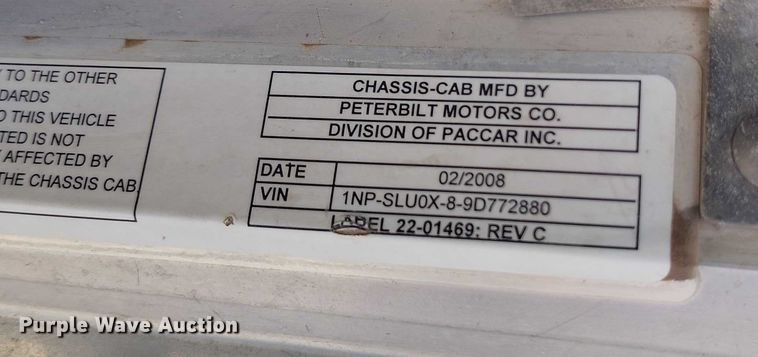 Y TO THE OTHER
NDARDS
O THIS VEHICLE
TED IS NOT
Y AFFECTED BY
THE CHASSIS CAB.
CHASSIS-CAB MFD BY
PETERBILT MOTORS CO.
DIVISION OF PACCAR INC.
DATE 02/2008
VIN 1NP-SLU0X-8-9D772880
LABEL 22-01469: REV C
Purple Wave Auction